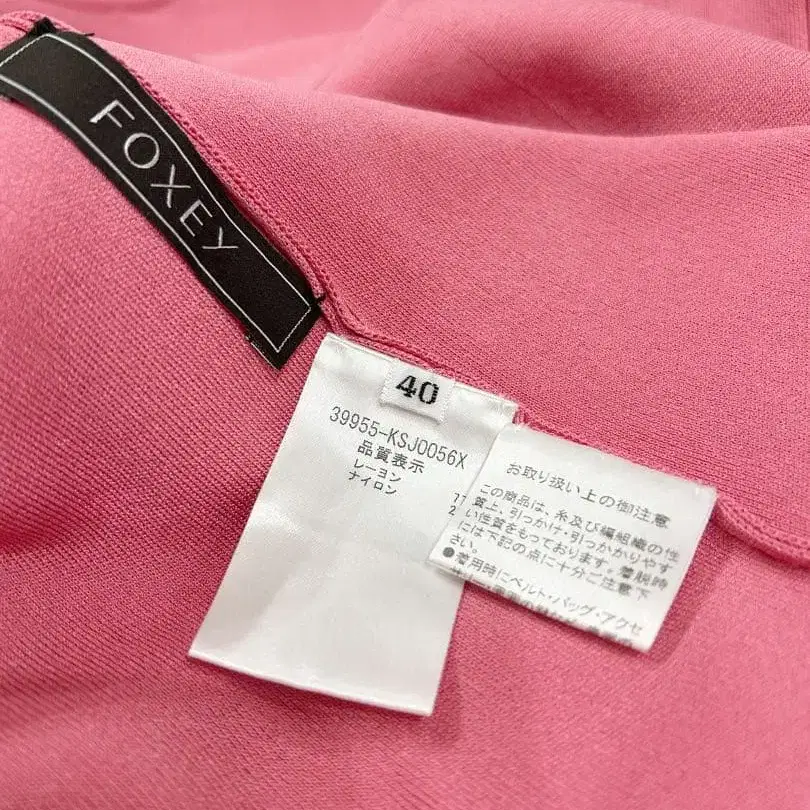 FOXEY
40
39955-KSJ0056X
品質表示
レーヨン 77
ナイロン 2
お取り扱い上の御注意
この商品は、糸及び編組織の性
質上、引っかけ・引っかかりやす
い性質をもっております。着脱時
には下記の点に十分ご注意下
さい。
●着用時にベルト・バッグ・アクセ